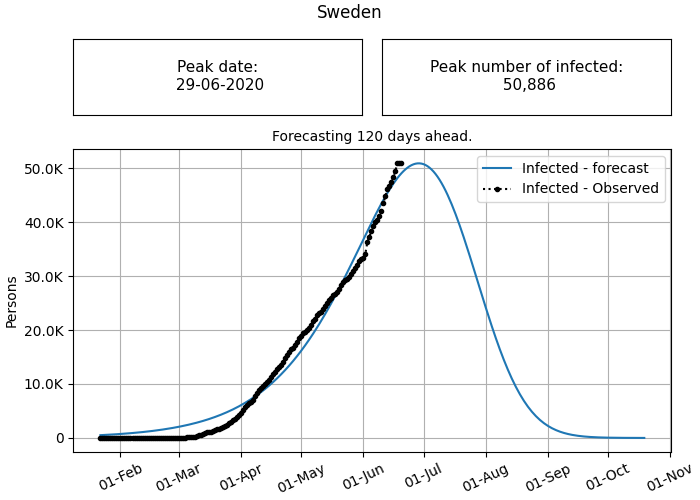 Sweden
Peak date:
29-06-2020
Peak number of infected:
50,886
Forecasting 120 days ahead.
Infected - forecast
Infected - Observed
Persons
50.0K
40.0K
30.0K
20.0K
10.0K
0
01-Feb
01-Mar
01-Apr
01-May
01-Jun
01-Jul
01-Aug
01-Sep
01-Oct
01-Nov